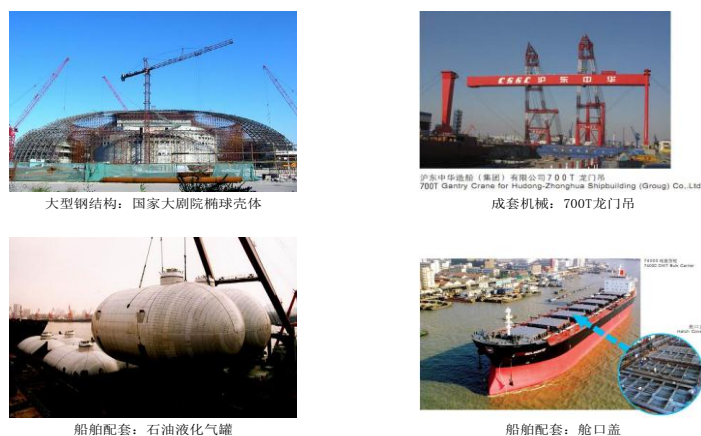 CSSC 沪东中华
沪东中华造船（集团）有限公司700T 龙门吊
700T Gantry Crane for Hudong-Zhonghua Shipbuilding (Groug) Co,.Ltd
大型钢结构：国家大剧院椭球壳体
成套机械：700T龙门吊
船舶配套：石油液化气罐
船舶配套：舱口盖